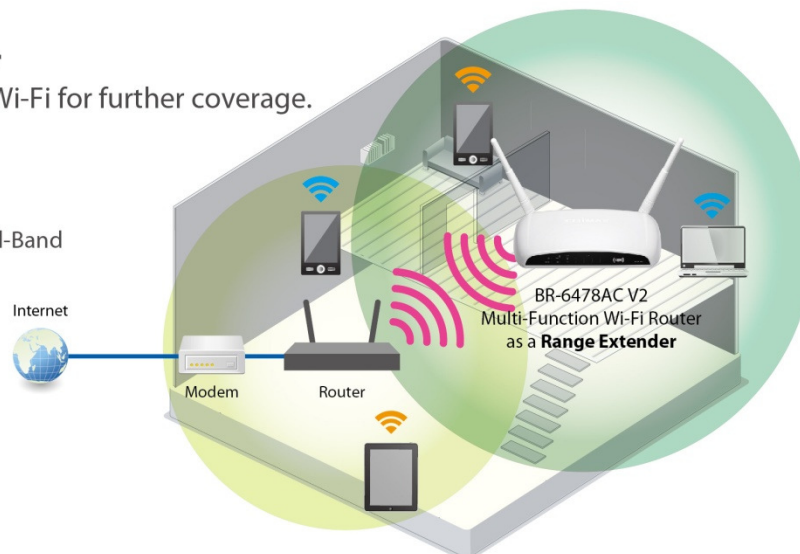 Wi-Fi for further coverage.
l-Band
Internet
Modem
Router
BR-6478AC V2
Multi-Function Wi-Fi Router
as a Range Extender